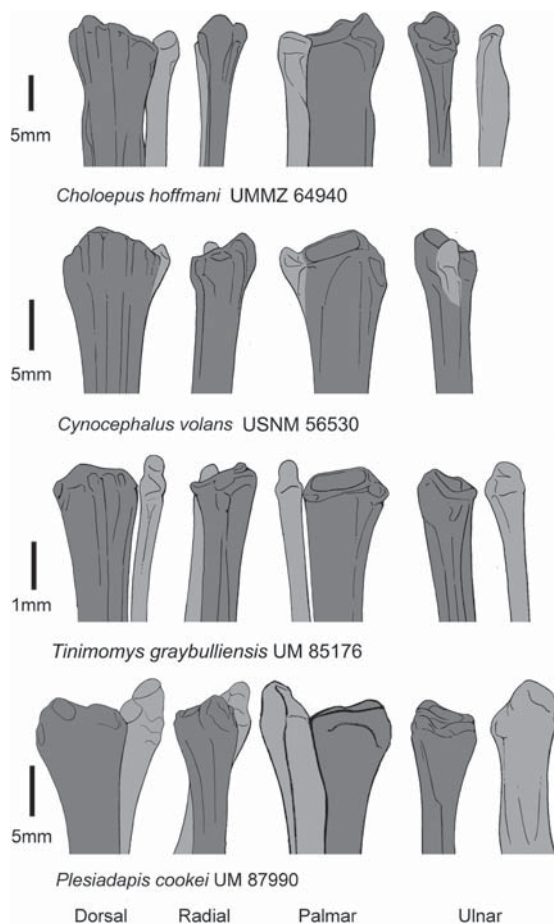 5mm
Choloepus hoffmani UMMZ 64940
5mm
Cynocephalus volans USNM 56530
1mm
Tinimomys graybulliensis UM 85176
5mm
Plesiadapis cookei UM 87990
Dorsal Radial Palmar Ulnar